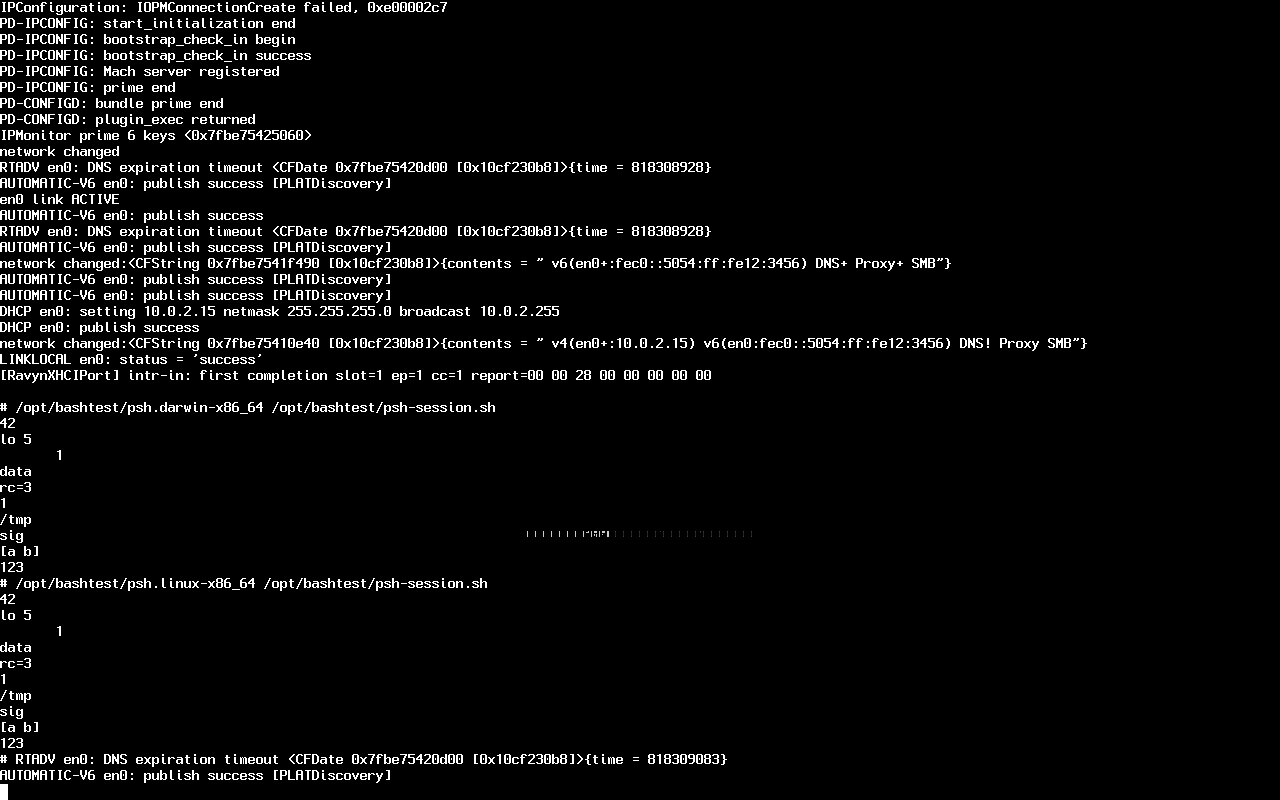 IPConfiguration: IOPMConnectionCreate failed, 0xe00002c7
PD-IPCONFIG: start_initialization end
PD-IPCONFIG: bootstrap_check_in begin
PD-IPCONFIG: bootstrap_check_in success
PD-IPCONFIG: Mach server registered
PD-IPCONFIG: prime end
PD-CONFIGD: bundle prime end
PD-CONFIGD: plugin_exec returned
IPMonitor prime 6 keys <0x7fbe75425060>
network changed
RTADV en0: DNS expiration timeout <CFDate 0x7fbe75420d00 [0x10cf230b8]>{time = 818308928}
AUTOMATIC-V6 en0: publish success [PLATDiscovery]
en0 link ACTIVE
AUTOMATIC-V6 en0: publish success
RTADV en0: DNS expiration timeout <CFDate 0x7fbe75420d00 [0x10cf230b8]>{time = 818308928}
AUTOMATIC-V6 en0: publish success [PLATDiscovery]
network changed:<CFString 0x7fbe7541f490 [0x10cf230b8]>{contents = " v6(en0+:fec0::5054:ff:fe12:3456) DNS+ Proxy+ SMB"}
AUTOMATIC-V6 en0: publish success [PLATDiscovery]
AUTOMATIC-V6 en0: publish success [PLATDiscovery]
DHCP en0: setting 10.0.2.15 netmask 255.255.255.0 broadcast 10.0.2.255
DHCP en0: publish success
network changed:<CFString 0x7fbe75410e40 [0x10cf230b8]>{contents = " v4(en0+:10.0.2.15) v6(en0:fec0::5054:ff:fe12:3456) DNS! Proxy SMB"}
LINKLOCAL en0: status = 'success'
[RavynXHCIPort] intr-in: first completion slot=1 ep=1 cc=1 report=00 00 28 00 00 00 00 00
# /opt/bashtest/psh.darwin-x86_64 /opt/bashtest/psh-session.sh
42
lo 5
1
data
rc=3
1
/tmp
sig
[a b]
123
# /opt/bashtest/psh.linux-x86_64 /opt/bashtest/psh-session.sh
42
lo 5
1
data
rc=3
1
/tmp
sig
[a b]
123
# RTADV en0: DNS expiration timeout <CFDate 0x7fbe75420d00 [0x10cf230b8]>{time = 818309083}
AUTOMATIC-V6 en0: publish success [PLATDiscovery]